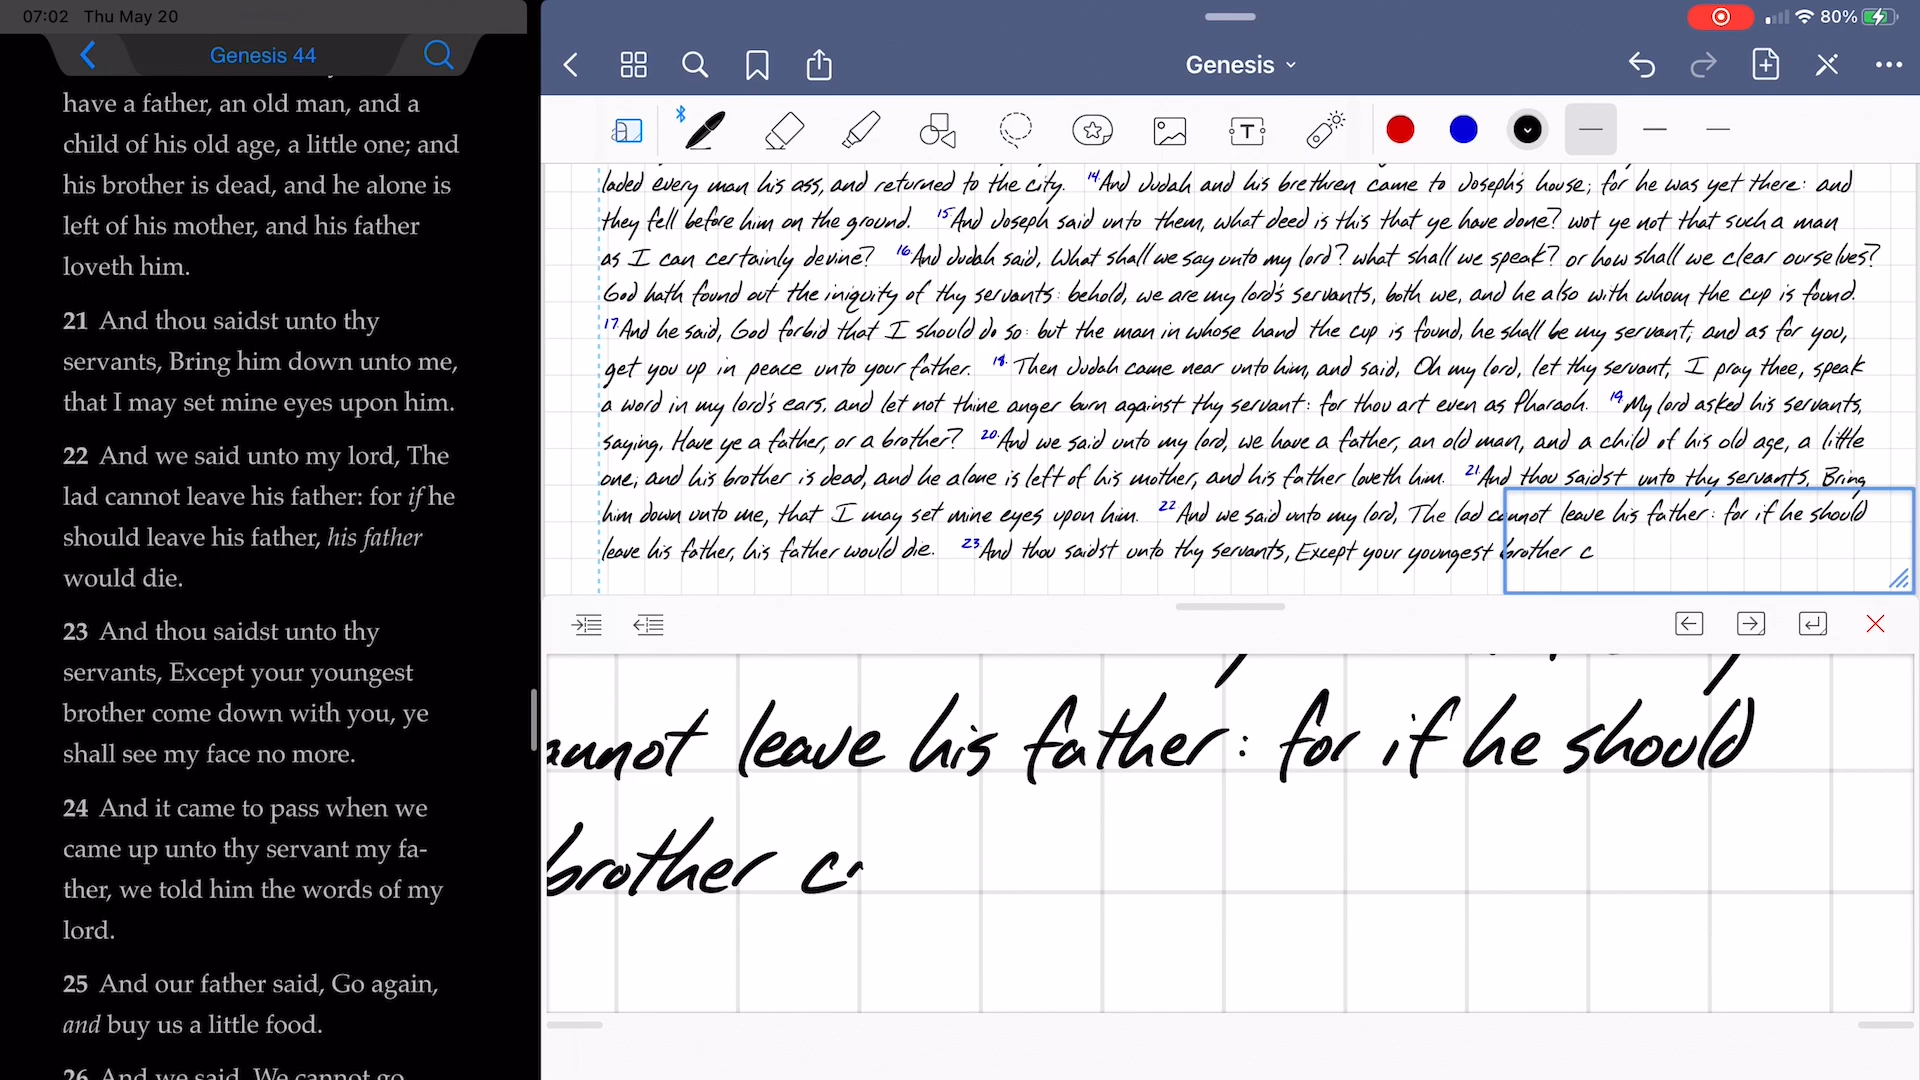 07:02 Thu May 20
Genesis 44
have a father, an old man, and a
child of his old age, a little one; and
his brother is dead, and he alone is
left of his mother, and his father
loveth him.
21 And thou saidst unto thy
servants, Bring him down unto me,
that I may set mine eyes upon him.
22 And we said unto my lord, The
lad cannot leave his father: for if he
should leave his father, his father
would die.
23 And thou saidst unto thy
servants, Except your youngest
brother come down with you, ye
shall see my face no more.
24 And it came to pass when we
came up unto thy servant my fa-
ther, we told him the words of my
lord.
25 And our father said, Go again,
and buy us a little food.
26 And we said, We cannot go
80%
Genesis
laded every man his ass, and returned to the city. 14 And Judah and his brethren came to Joseph's house; for he was yet there: and
they fell before him on the ground. 15 And Joseph said unto them, what deed is this that ye have done? wot ye not that such a man
as I can certainly devine? 16 And Judah said, What shall we say unto my lord? what shall we speak? or how shall we clear ourselves?
God hath found out the iniquity of thy servants: behold, we are my lord's servants, both we, and he also with whom the cup is found.
17 And he said, God forbid that I should do so: but the man in whose hand the cup is found, he shall be my servant; and as for you,
get you up in peace unto your father. 18 Then Judah came near unto him, and said, Oh my lord, let thy servant, I pray thee, speak
a word in my lord's ears, and let not thine anger burn against thy servant: for thou art even as Pharaoh. 19 My lord asked his servants,
saying, Have ye a father, or a brother? 20 And we said unto my lord, we have a father, an old man, and a child of his old age, a little
one; and his brother is dead, and he alone is left of his mother, and his father loveth him. 21 And thou saidst unto thy servants, Bring
him down unto me, that I may set mine eyes upon him. 22 And we said unto my lord, The lad cannot leave his father: for if he should
leave his father, his father would die. 23 And thou saidst unto thy servants, Except your youngest brother c
annot leave his father: for if he should
brother c